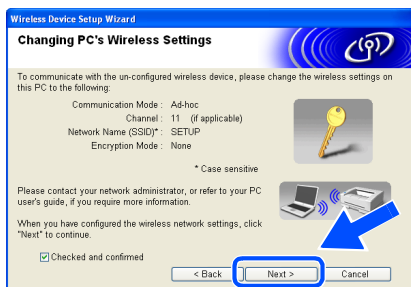 Wireless Device Setup Wizard
Changing PC's Wireless Settings
To communicate with the un-configured wireless device, please change the wireless settings on
this PC to the following:
Communication Mode : Ad-hoc
Channel : 11 (if applicable)
Network Name (SSID)* : SETUP
Encryption Mode : None
* Case sensitive
Please contact your network administrator, or refer to your PC
user's guide, if you require more information.
When you have configured the wireless network settings, click
"Next" to continue.
Checked and confirmed
< Back
Next >
Cancel